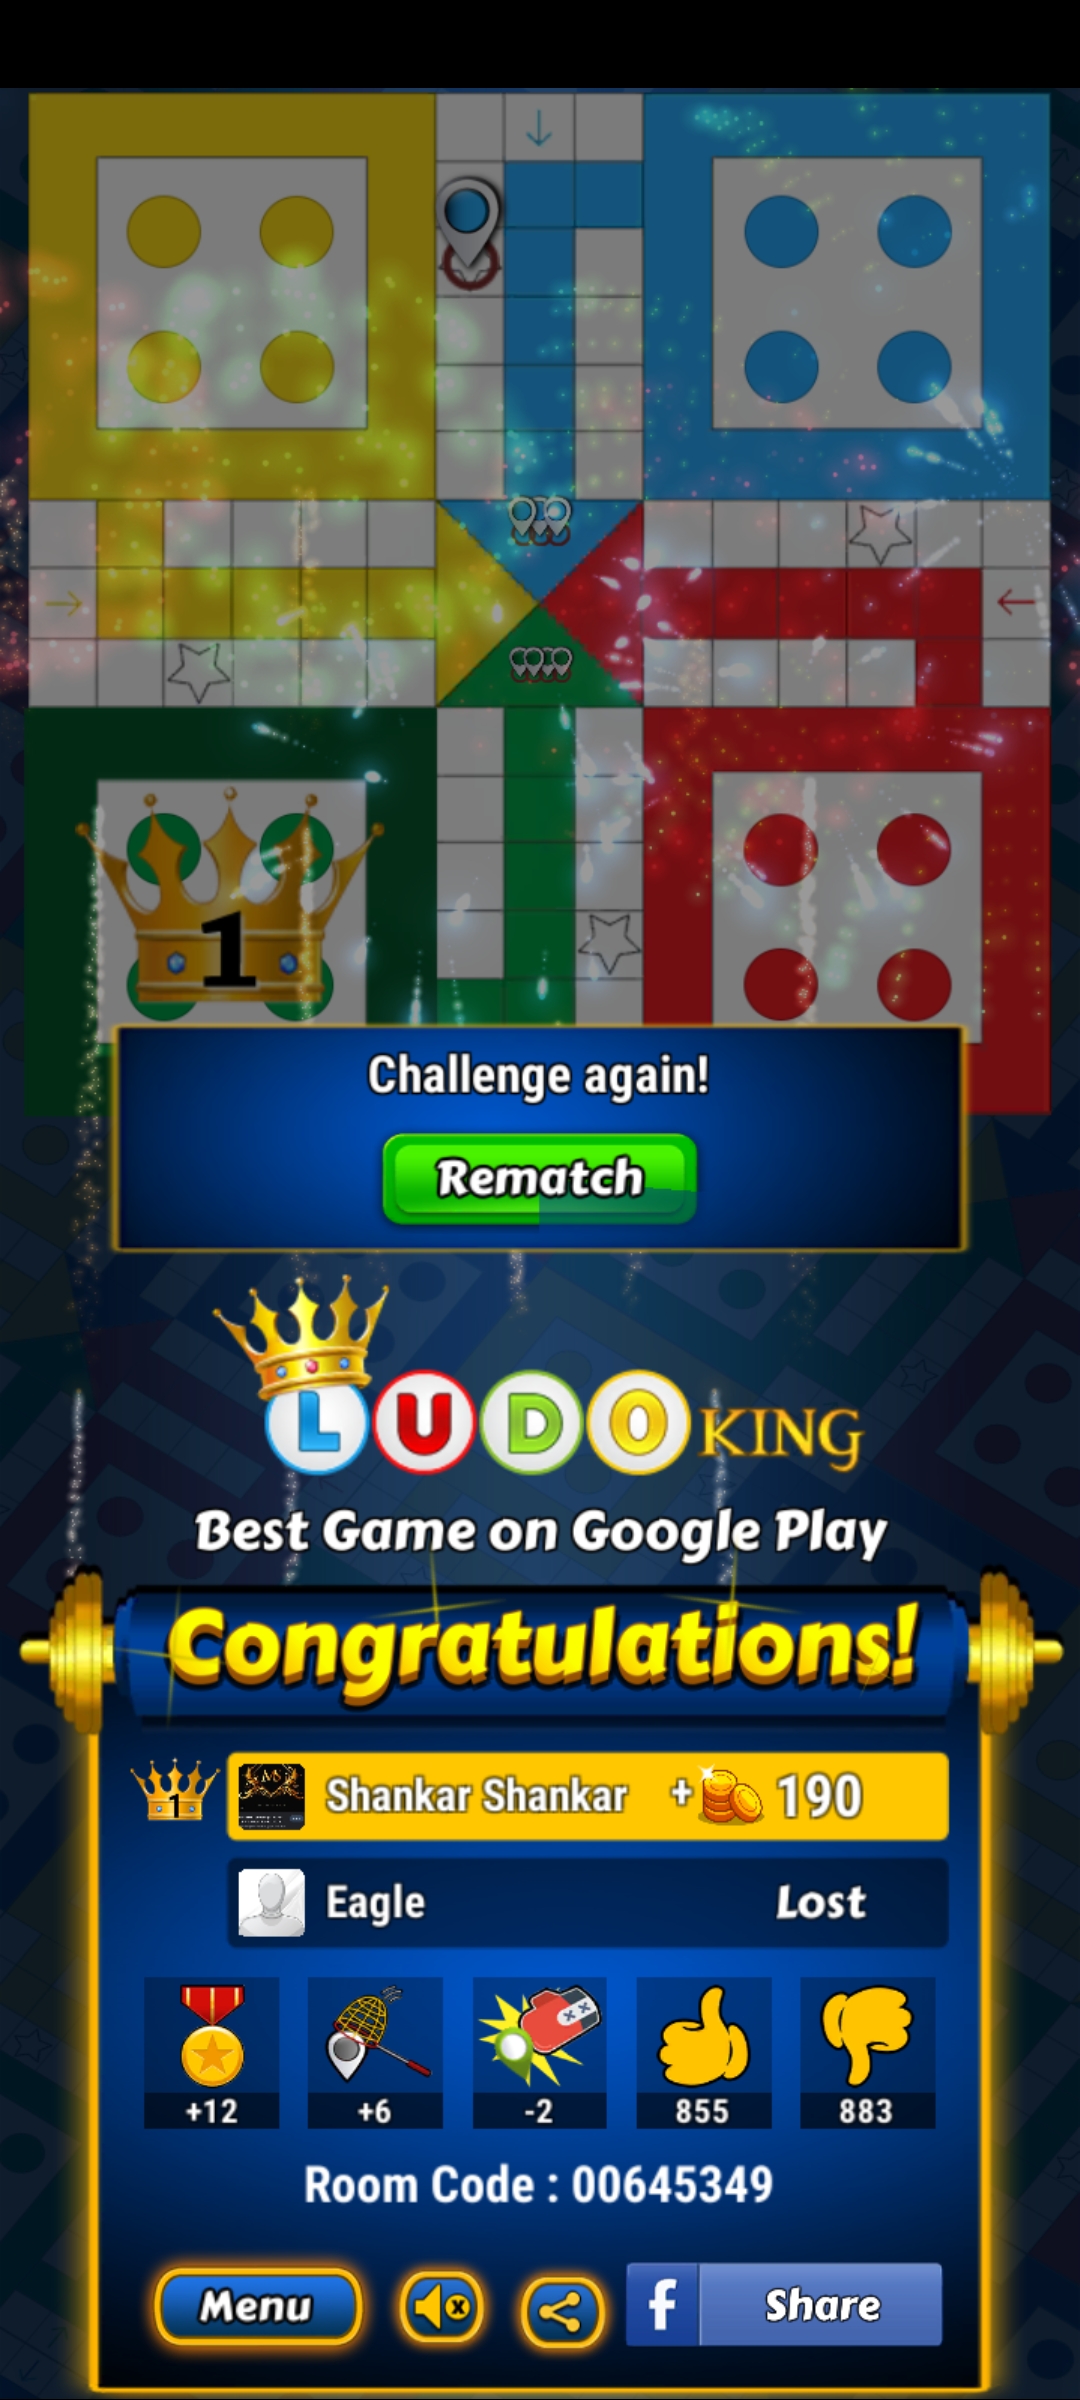 1
Challenge again!
Rematch
LUDO KING
Best Game on Google Play
Congratulations!
1 Shankar Shankar + 190
Eagle Lost
+12 +6 -2 855 883
Room Code : 00645349
Menu f Share